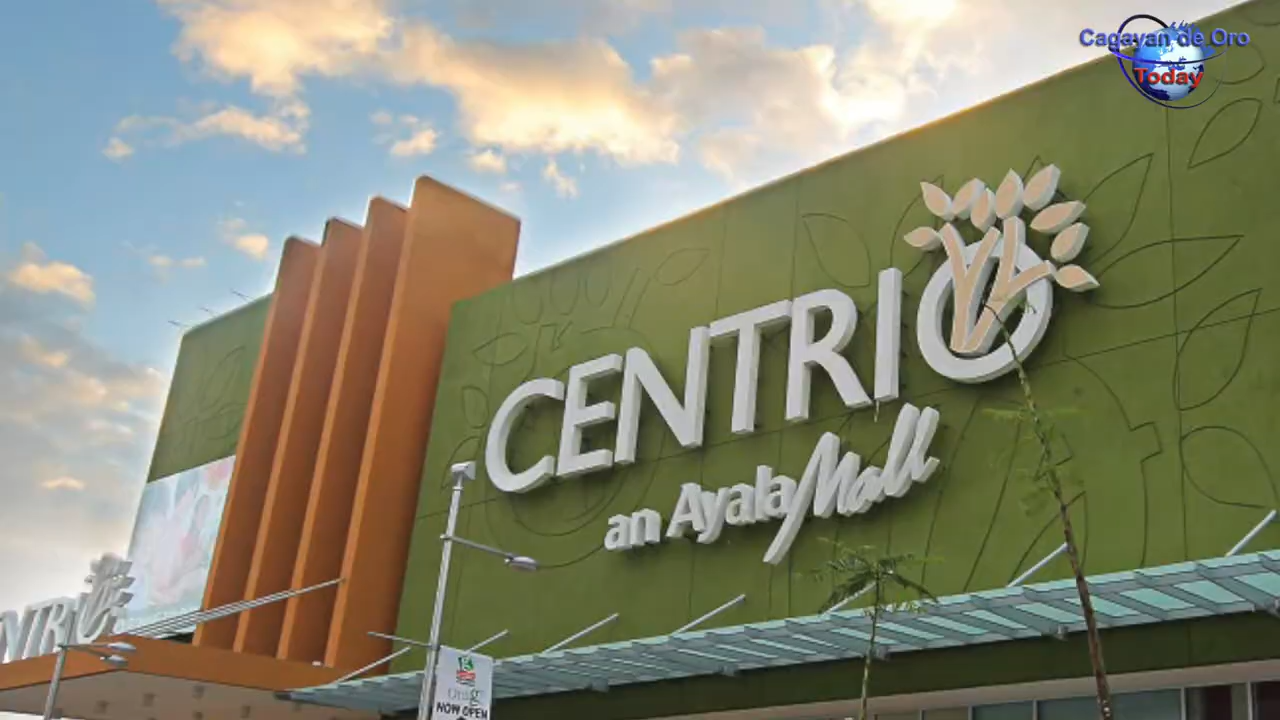 Cagayan de Oro
Today
CENTRIO
an Ayala Mall
NTRIO
NOW OPEN